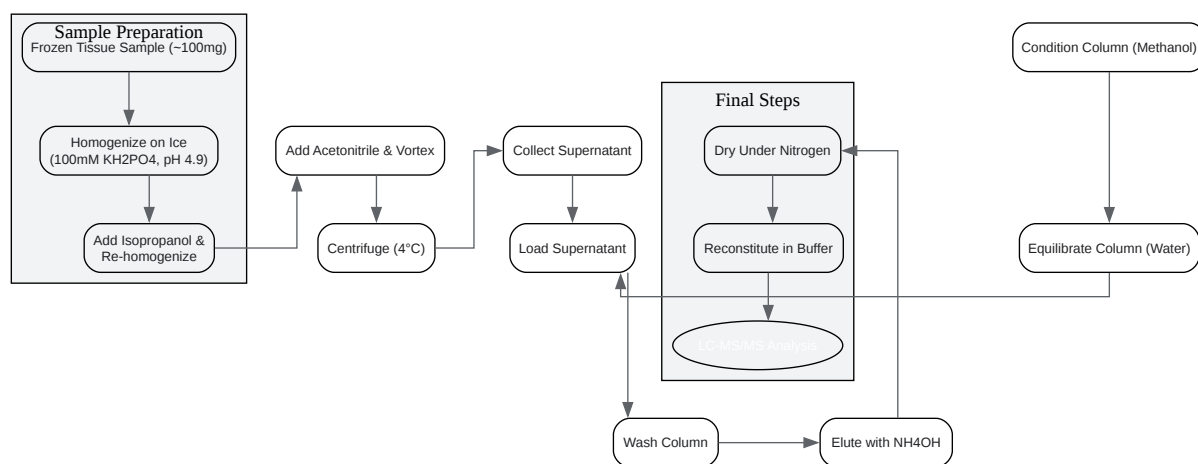 Sample Preparation
Frozen Tissue Sample (~100mg)
Homogenize on Ice
(100mM KH2PO4, pH 4.9)
Add Isopropanol &
Re-homogenize
Add Acetonitrile & Vortex
Centrifuge (4°C)
Collect Supernatant
Load Supernatant
Final Steps
Dry Under Nitrogen
Reconstitute in Buffer
LC-MS/MS Analysis
Condition Column (Methanol)
Equilibrate Column (Water)
Wash Column
Elute with NH4OH